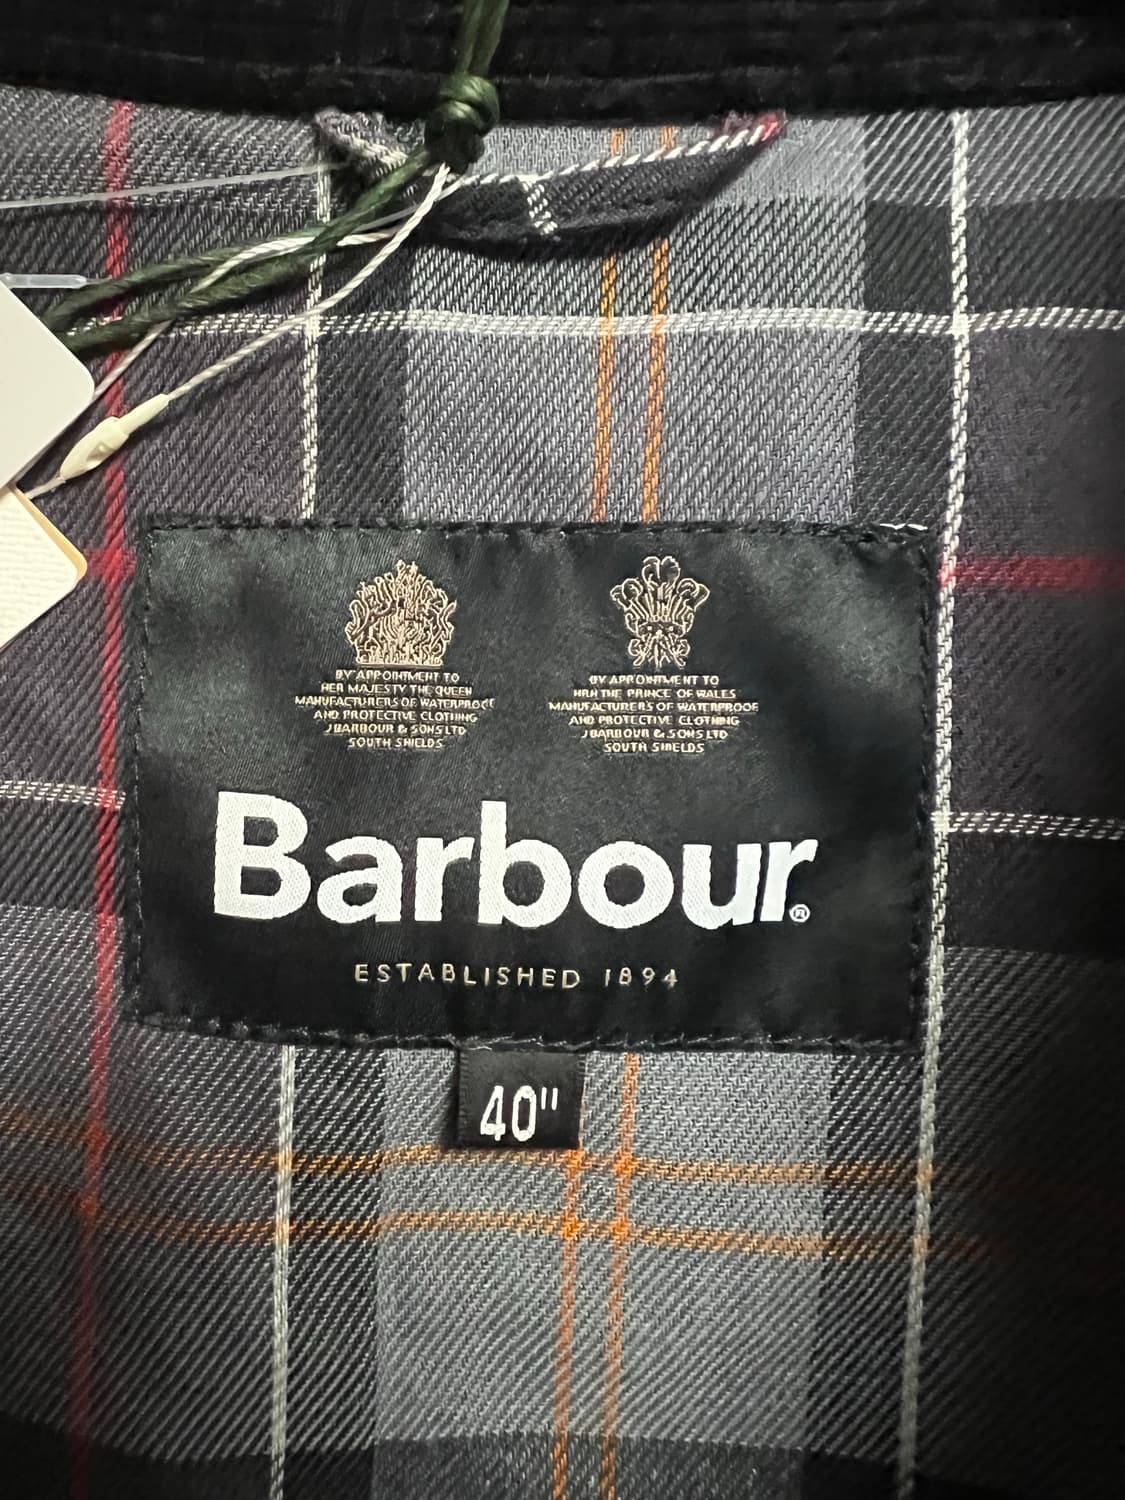 BY APPOINTMENT TO
HER MAJESTY THE QUEEN
MANUFACTURERS OF WATERPROOF
AND PROTECTIVE CLOTHING
J BARBOUR & SONS LTD
SOUTH SHIELDS
BY APPOINTMENT TO
HRH THE PRINCE OF WALES
MANUFACTURERS OF WATERPROOF
AND PROTECTIVE CLOTHING
J BARBOUR & SONS LTD
SOUTH SHIELDS
Barbour®
ESTABLISHED 1894
40"